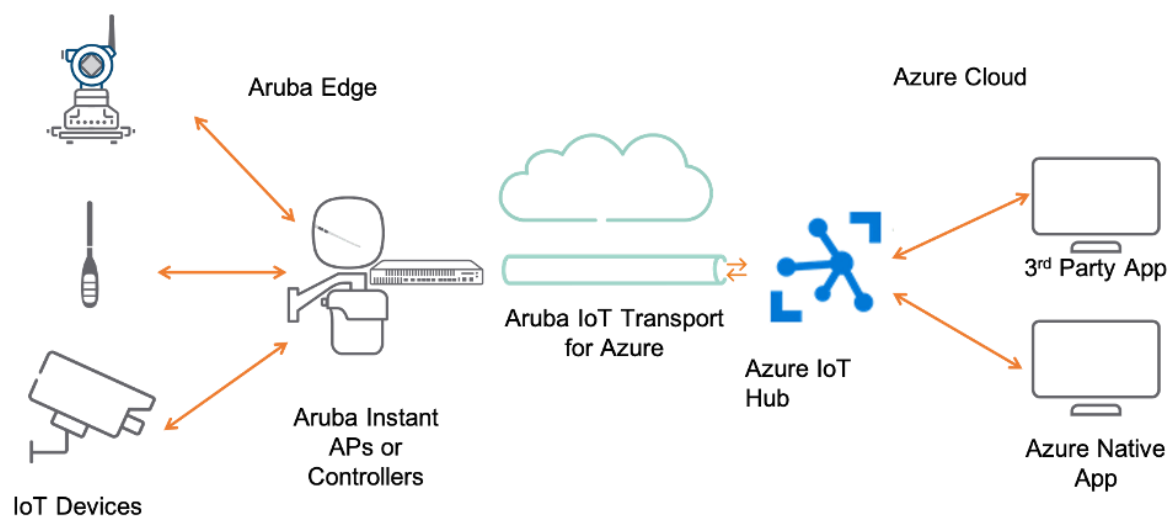 Aruba Edge
Azure Cloud
3rd Party App
Aruba IoT Transport
for Azure
Azure IoT
Hub
Aruba Instant
APs or
Controllers
Azure Native
App
IoT Devices